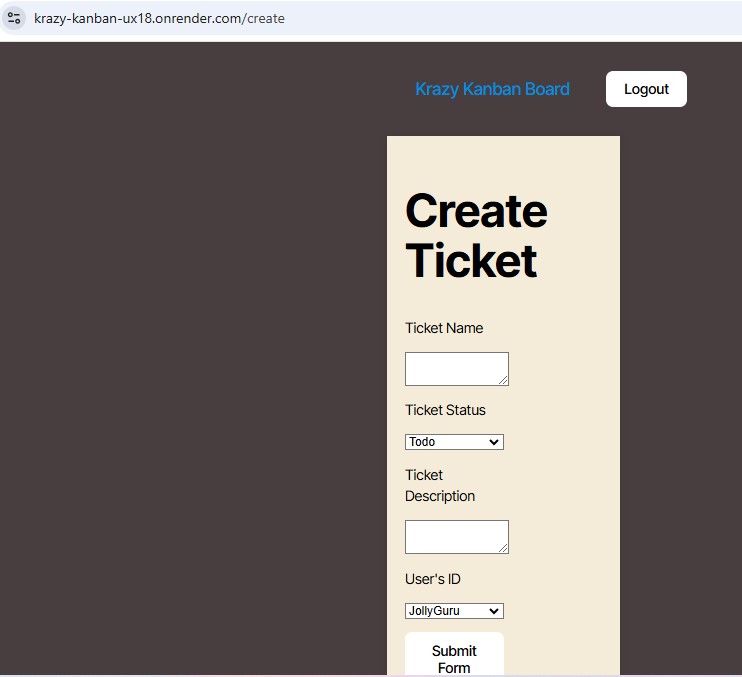 krazy-kanban-ux18.onrender.com/create
Krazy Kanban Board
Logout
Create
Ticket
Ticket Name
Ticket Status
Todo
Ticket
Description
User's ID
JollyGuru
Submit
Form